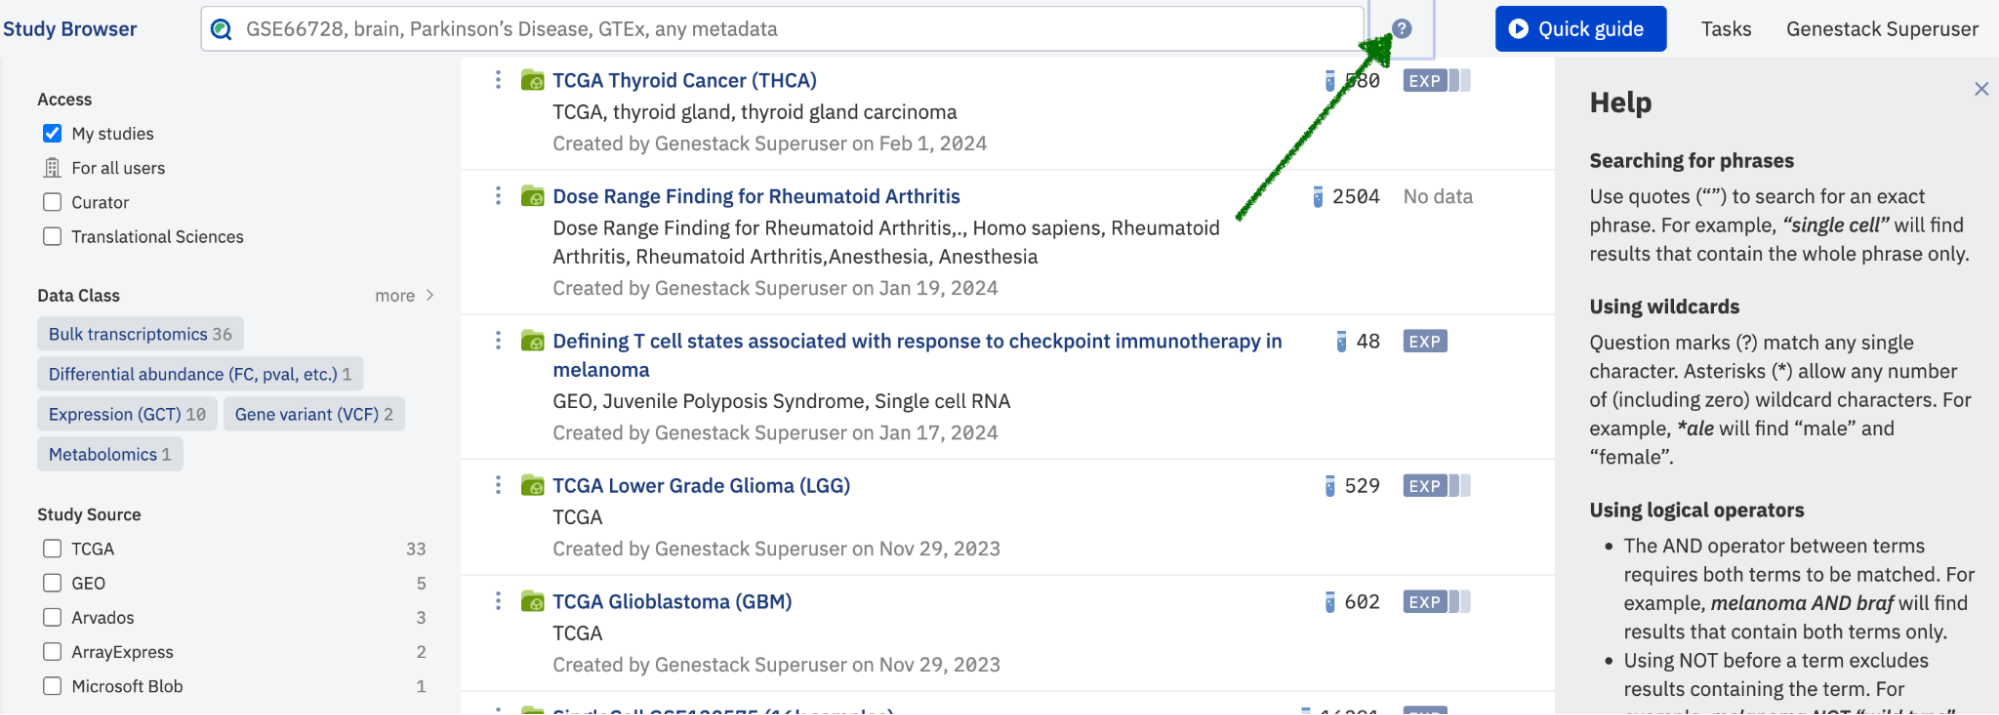 Study Browser
GSE66728, brain, Parkinson’s Disease, GTEx, any metadata
?
Quick guide
Tasks
Genestack Superuser
Access
My studies
For all users
Curator
Translational Sciences
Data Class
more
Bulk transcriptomics 36
Differential abundance (FC, pval, etc.) 1
Expression (GCT) 10
Gene variant (VCF) 2
Metabolomics 1
Study Source
TCGA 33
GEO 5
Arvados 3
ArrayExpress 2
Microsoft Blob 1
TCGA Thyroid Cancer (THCA)
580 EXP
TCGA, thyroid gland, thyroid gland carcinoma
Created by Genestack Superuser on Feb 1, 2024
Dose Range Finding for Rheumatoid Arthritis
2504 No data
Dose Range Finding for Rheumatoid Arthritis,., Homo sapiens, Rheumatoid
Arthritis, Rheumatoid Arthritis,Anesthesia, Anesthesia
Created by Genestack Superuser on Jan 19, 2024
Defining T cell states associated with response to checkpoint immunotherapy in
melanoma
48 EXP
GEO, Juvenile Polyposis Syndrome, Single cell RNA
Created by Genestack Superuser on Jan 17, 2024
TCGA Lower Grade Glioma (LGG)
529 EXP
TCGA
Created by Genestack Superuser on Nov 29, 2023
TCGA Glioblastoma (GBM)
602 EXP
TCGA
Created by Genestack Superuser on Nov 29, 2023
Help
Searching for phrases
Use quotes (“”) to search for an exact
phrase. For example, “single cell” will find
results that contain the whole phrase only.
Using wildcards
Question marks (?) match any single
character. Asterisks (*) allow any number
of (including zero) wildcard characters. For
example, *ale will find “male” and
“female”.
Using logical operators
• The AND operator between terms
requires both terms to be matched. For
example, melanoma AND braf will find
results that contain both terms only.
• Using NOT before a term excludes
results containing the term. For